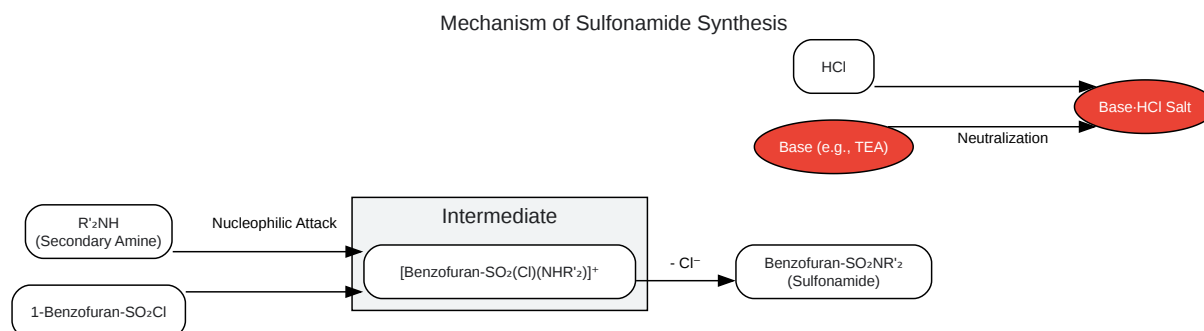 Mechanism of Sulfonamide Synthesis
HCl
Base·HCl Salt
Base (e.g., TEA)
Neutralization
Intermediate
R'₂NH
(Secondary Amine)
Nucleophilic Attack
[Benzofuran-SO₂(Cl)(NHR'₂)]⁺
- Cl⁻
Benzofuran-SO₂NR'₂
(Sulfonamide)
1-Benzofuran-SO₂Cl